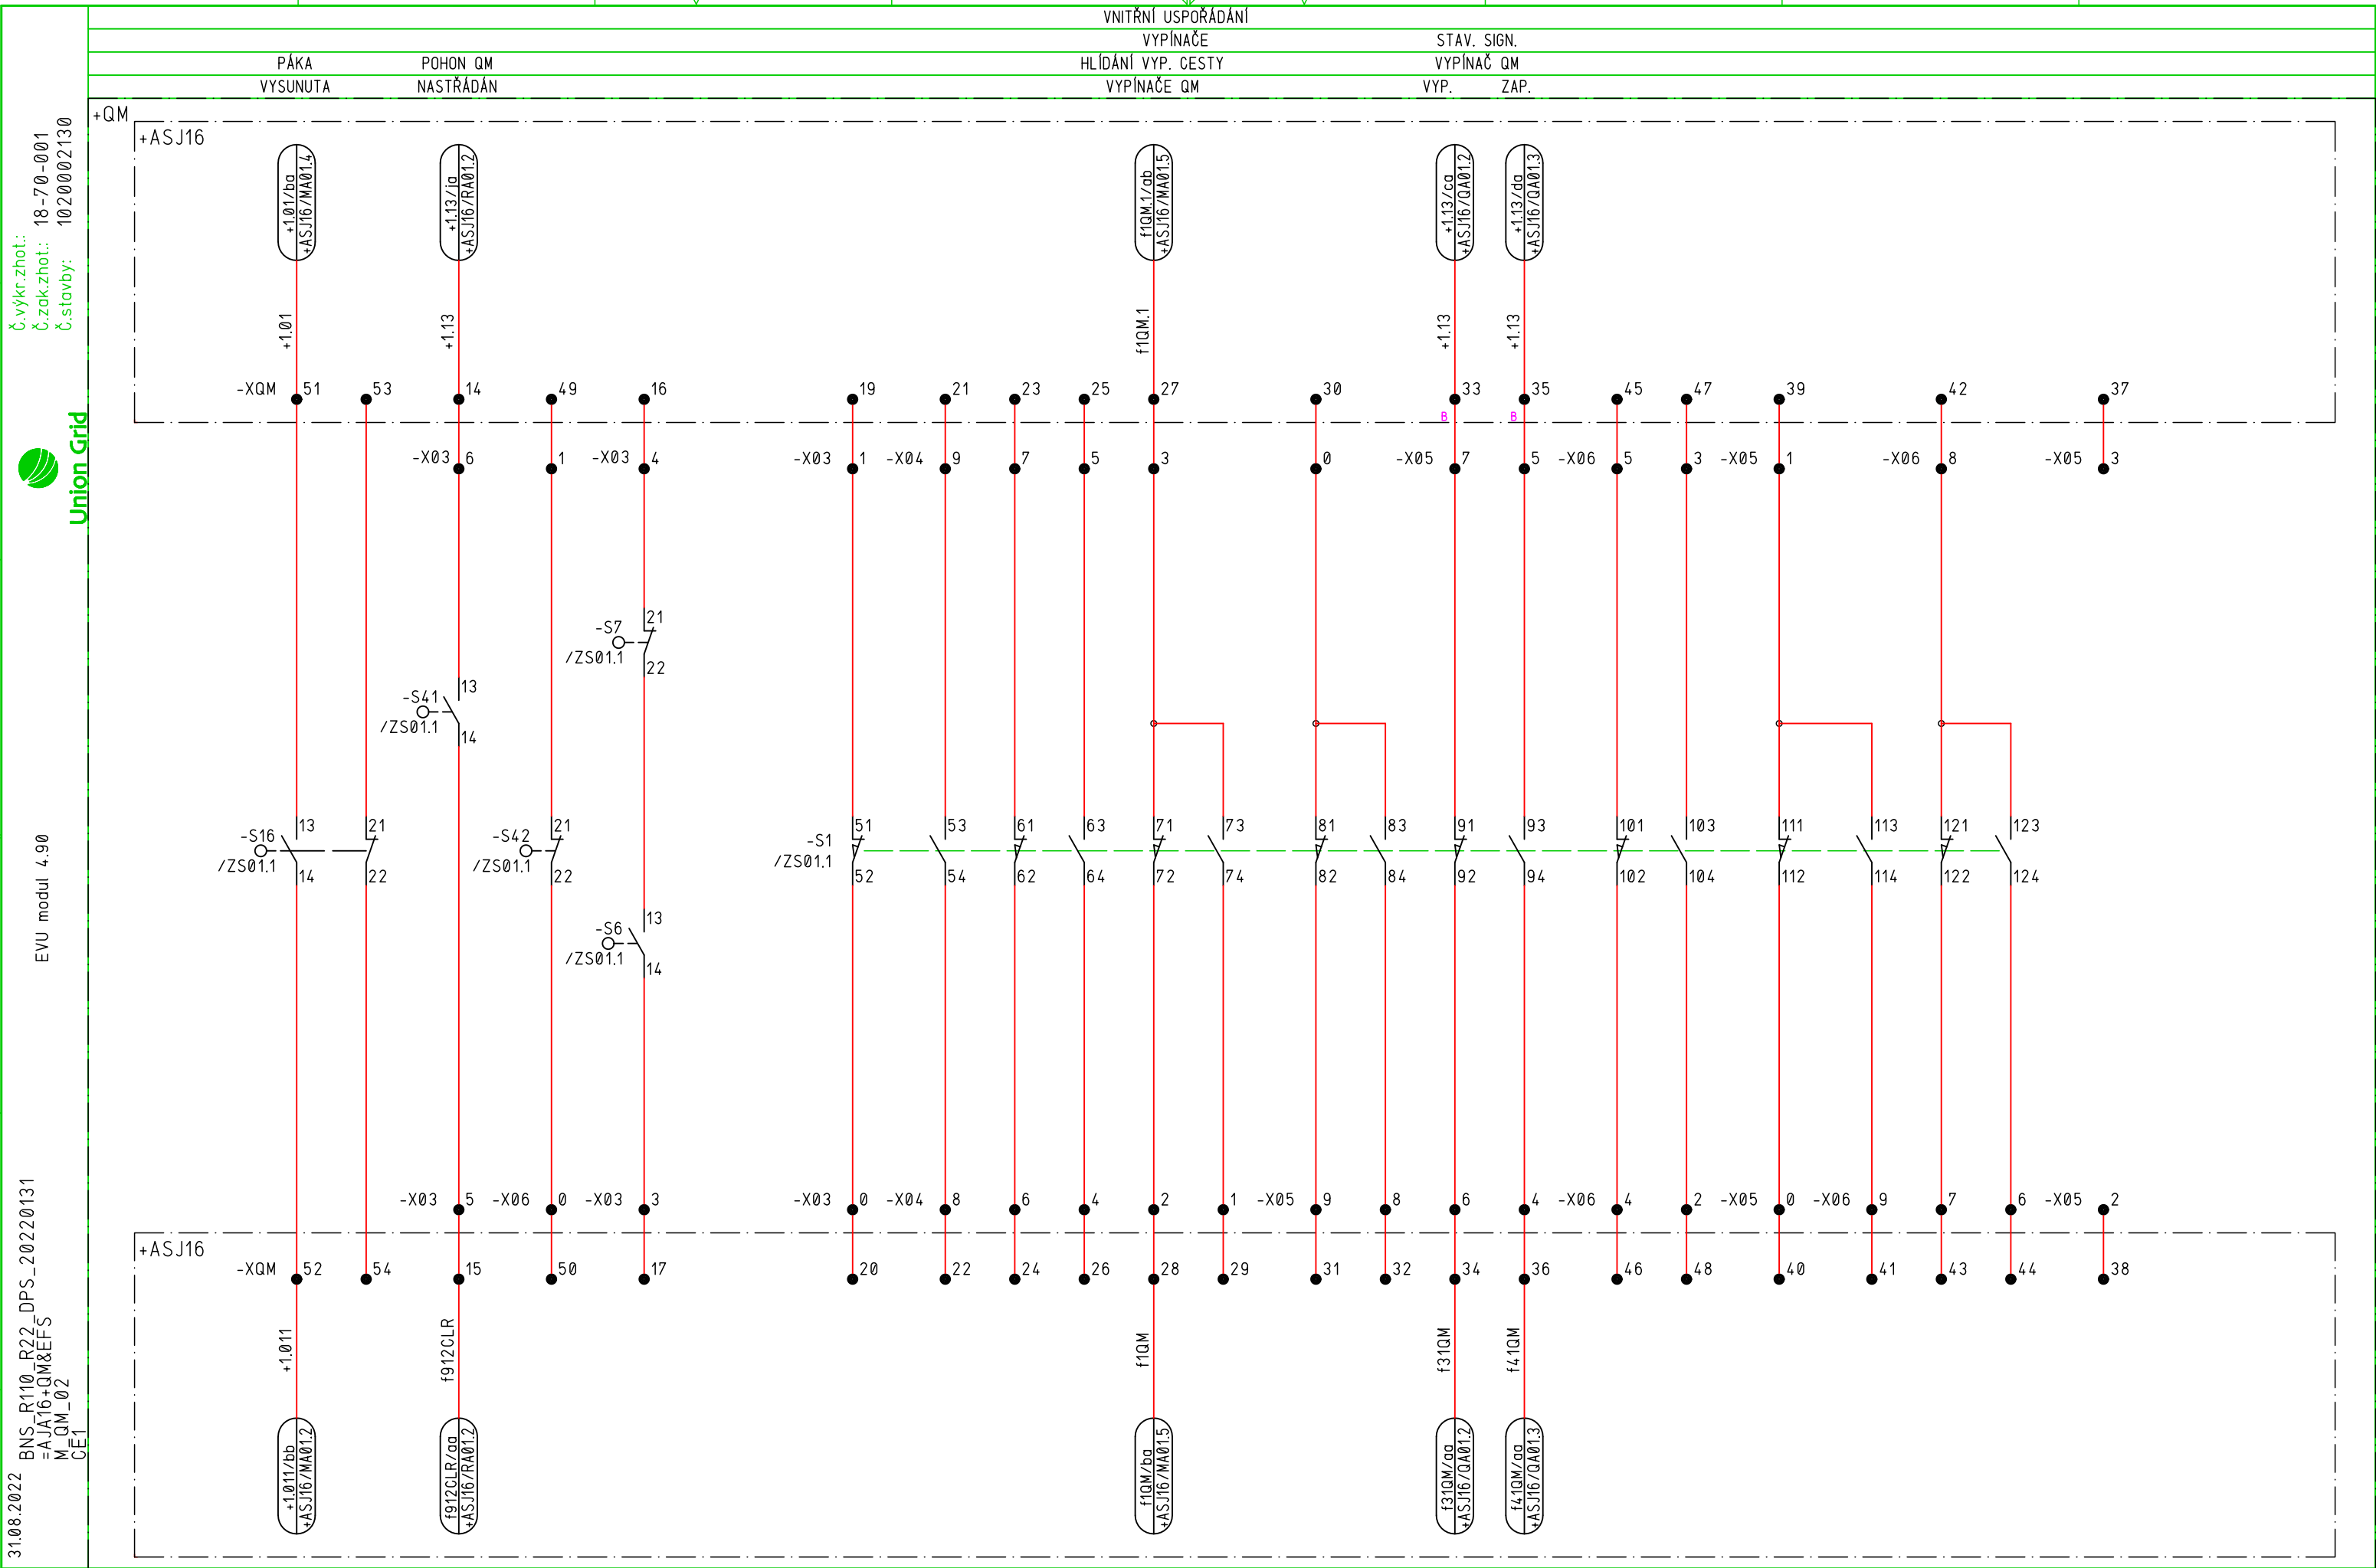 VNITŘNÍ USPOŘÁDÁNÍ
VYPÍNAČE STAV. SIGN.
PÁKA POHON QM HLÍDÁNÍ VYP. CESTY VYPÍNAČ QM
VYSUNUTA NASTŘÁDÁN VYPÍNAČE QM VYP. ZAP.
Č.výkr.zhot.:
Č.zak.zhot.: 18-70-001
Č.stavby: 1020002130
Union Grid
EVU modul 4.90
BNS_R110_R22_DPS_202220131
=AJA16+QM&EFS
M_QM_02
CE1
31.08.2022
+QM
+ASJ16
+1.01/ba
+ASJ16/MA01.4
+1.13/ja
+ASJ16/RA01.2
f1QM.1/ab
+ASJ16/MA01.5
+1.13/ca
+ASJ16/QA01.2
+1.13/da
+ASJ16/QA01.3
+1.01 +1.13 f1QM.1 +1.13 +1.13
-XQM 51 53 14 49 16 19 21 23 25 27 30 33 35 45 47 39 42 37
B B
-X03 6 1 -X03 4 -X03 1 -X04 9 7 5 3 0 -X05 7 5 -X06 5 3 -X05 1 -X06 8 -X05 3
-S7 21
/ZS01.1 22
-S41 13
/ZS01.1 14
-S16 13 21 -S42 21 -S1 51 53 61 63 71 73 81 83 91 93 101 103 111 113 121 123
/ZS01.1 14 22 /ZS01.1 22 /ZS01.1 52 54 62 64 72 74 82 84 92 94 102 104 112 114 122 124
-S6 13
/ZS01.1 14
-X03 5 -X06 0 -X03 3 -X03 0 -X04 8 6 4 2 1 -X05 9 8 6 4 -X06 4 2 -X05 0 -X06 9 7 6 -X05 2
+ASJ16
-XQM 52 54 15 50 17 20 22 24 26 28 29 31 32 34 36 46 48 40 41 43 44 38
+1.011 f912CLR f1QM f31QM f41QM
+1.011/bb
+ASJ16/MA01.2
f912CLR/aa
+ASJ16/RA01.2
f1QM/ba
+ASJ16/MA01.5
f31QM/aa
+ASJ16/QA01.2
f41QM/aa
+ASJ16/QA01.3